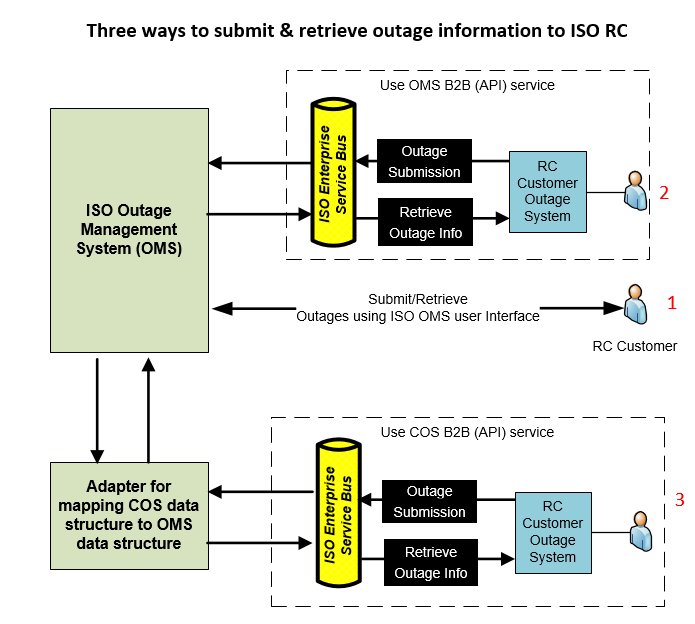 Three ways to submit & retrieve outage information to ISO RC
Use OMS B2B (API) service
ISO Outage
Management
System (OMS)
ISO Enterprise
Service Bus
Outage
Submission
Retrieve
Outage Info
RC
Customer
Outage
System
2
Submit/Retrieve
Outages using ISO OMS user Interface
1
RC Customer
Use COS B2B (API) service
Adapter for
mapping COS data
structure to OMS
data structure
ISO Enterprise
Service Bus
Outage
Submission
Retrieve
Outage Info
RC
Customer
Outage
System
3